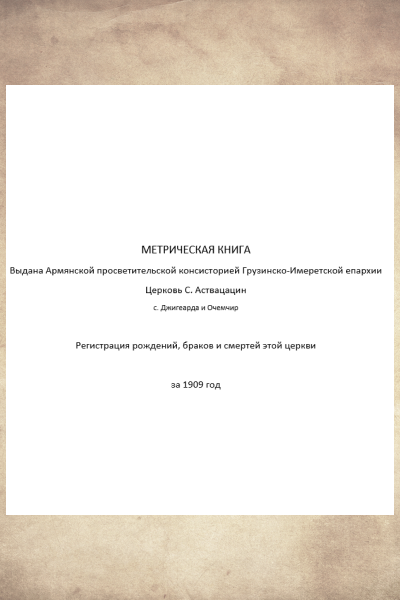 МЕТРИЧЕСКАЯ КНИГА
Выдана Армянской просветительской консисторией Грузинско-Имеретской епархии
Церковь С. Аствацацин
с. Джигеарда и Очемчир
Регистрация рождений, браков и смертей этой церкви
за 1909 год